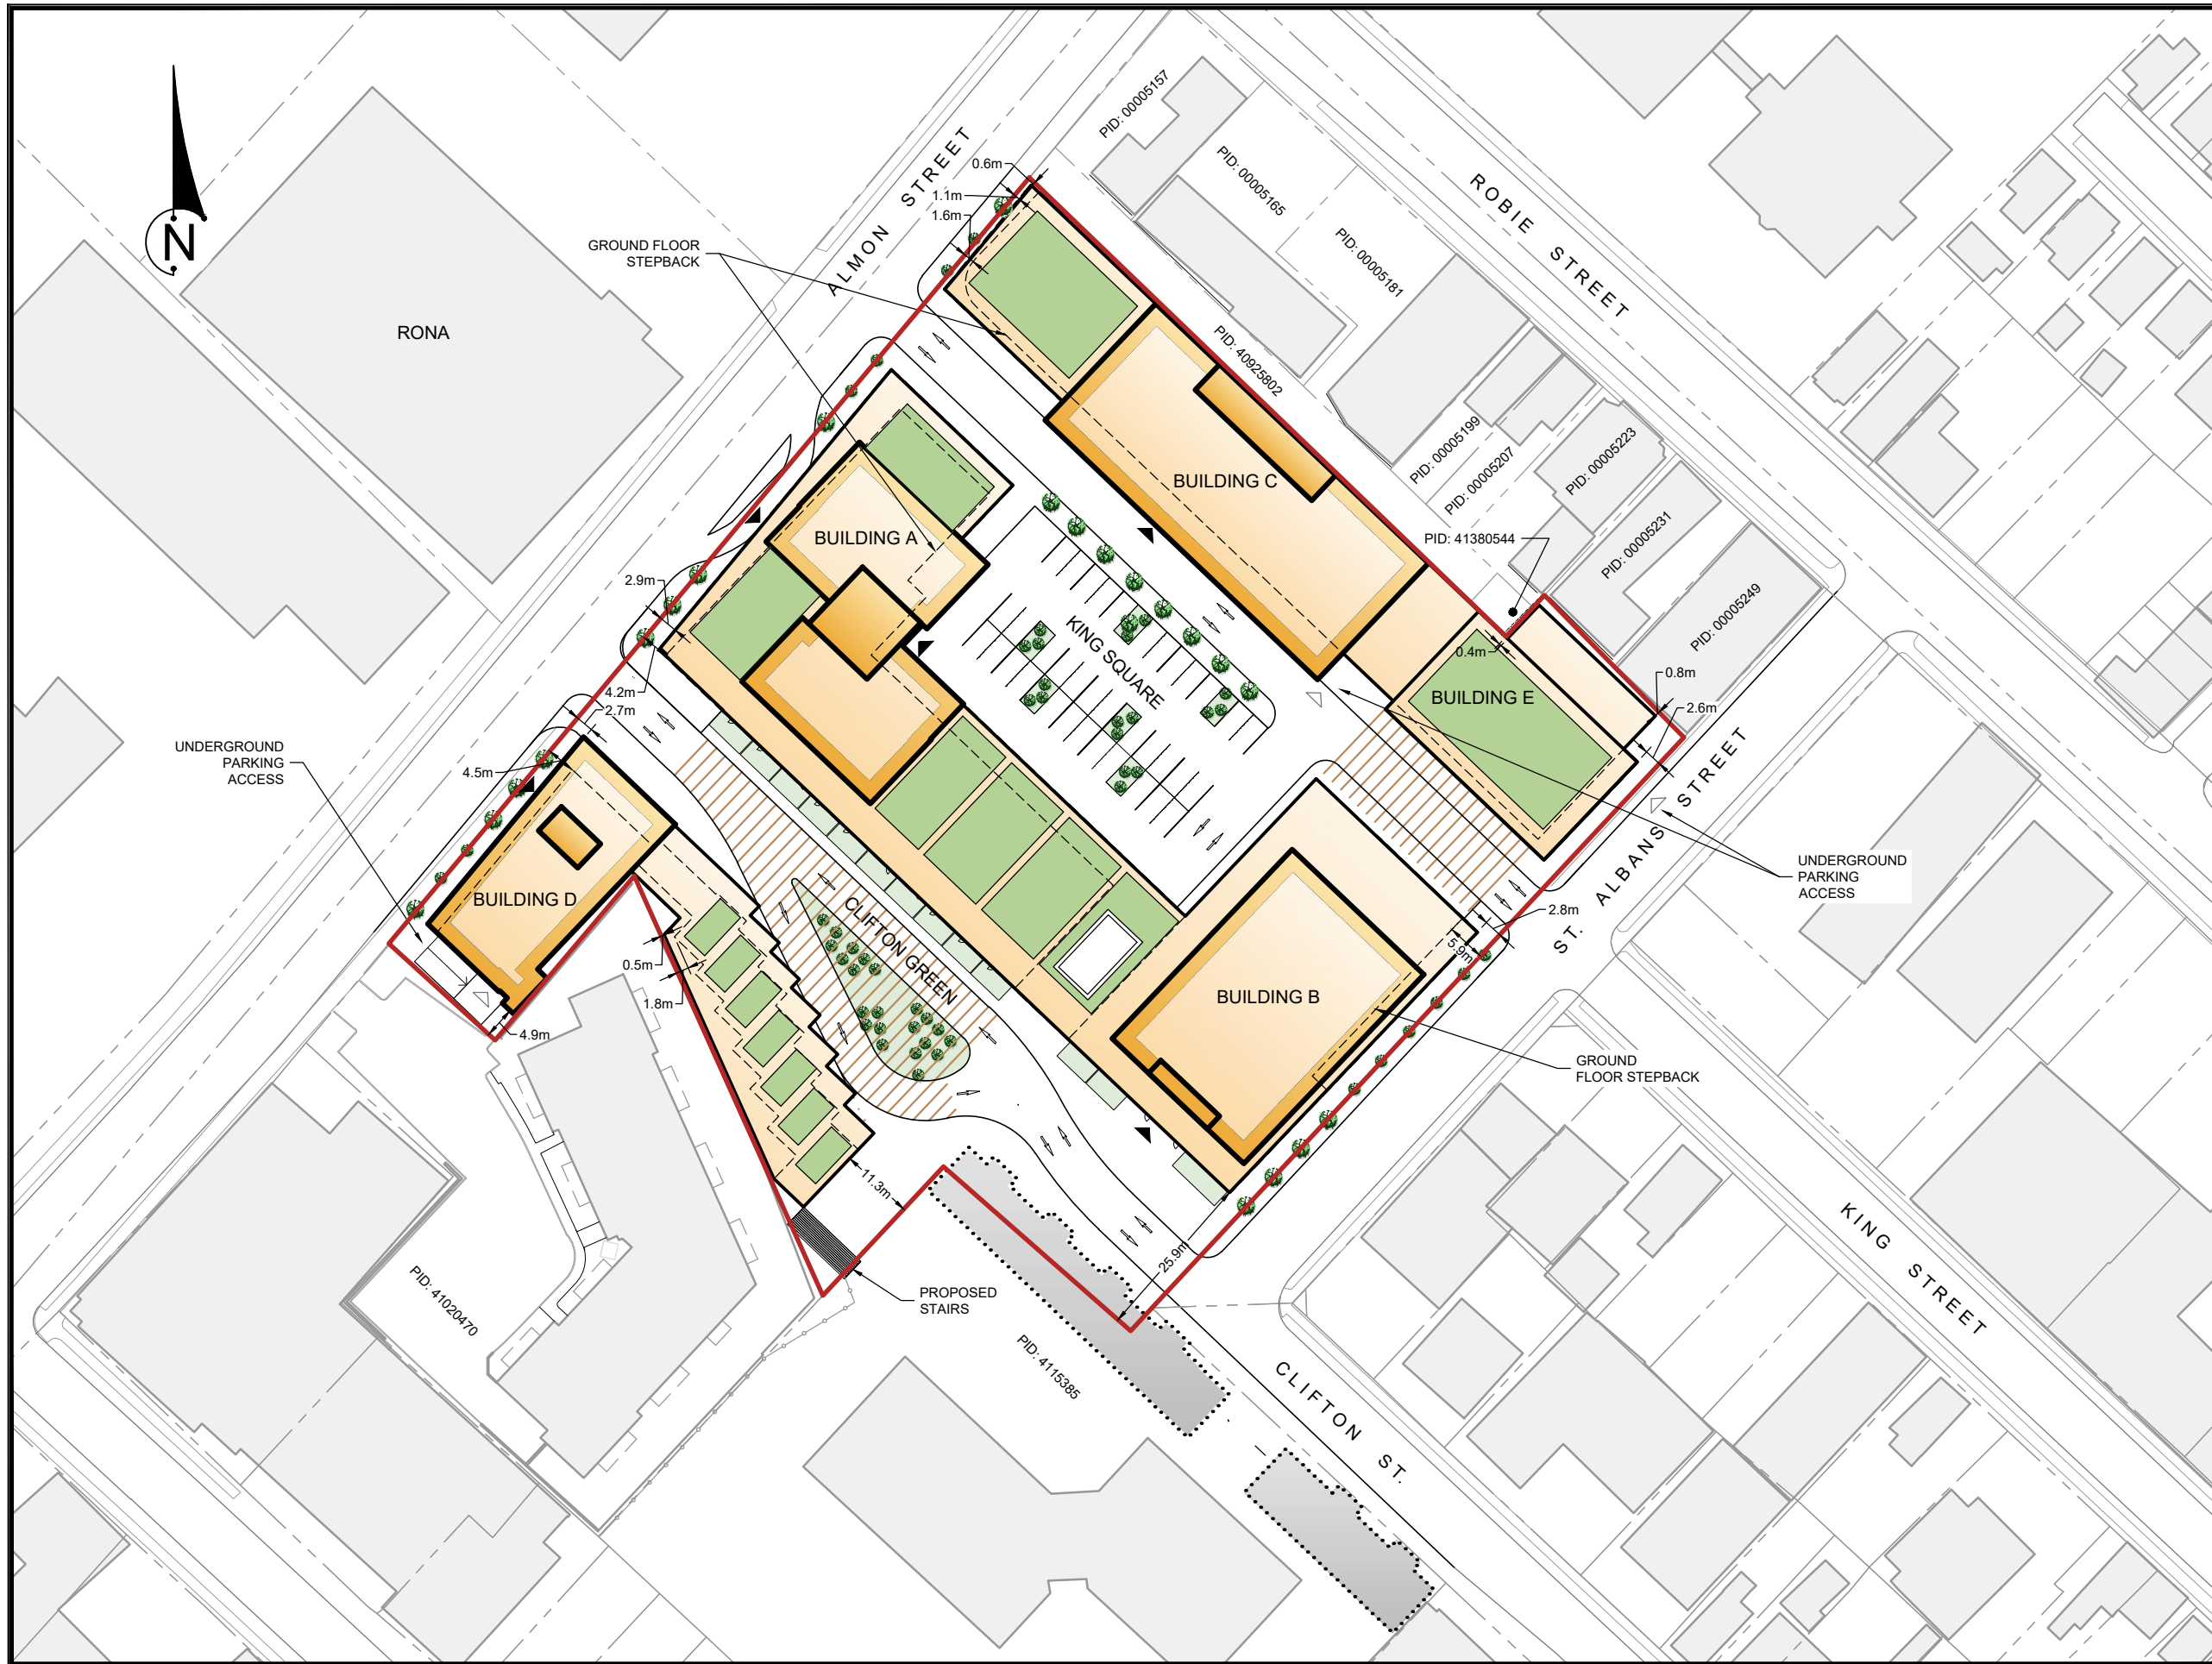 N
RONA
ALMON STREET
ROBIE STREET
PID: 00005157
PID: 00005165
PID: 00005181
PID: 40925802
PID: 00005199
PID: 00005207
PID: 00005223
PID: 00005231
PID: 00005249
PID: 41380544
0.6m
1.1m
1.6m
GROUND FLOOR
STEPBACK
BUILDING C
BUILDING A
KING SQUARE
2.9m
4.2m
2.7m
4.5m
0.4m
BUILDING E
0.8m
2.6m
UNDERGROUND
PARKING
ACCESS
BUILDING D
CLIFTON GREEN
0.5m
1.8m
4.9m
ST. ALBANS STREET
UNDERGROUND
PARKING
ACCESS
2.8m
5.9m
BUILDING B
GROUND
FLOOR STEPBACK
11.3m
25.9m
PROPOSED
STAIRS
PID: 41020470
PID: 4115385
CLIFTON ST.
KING STREET